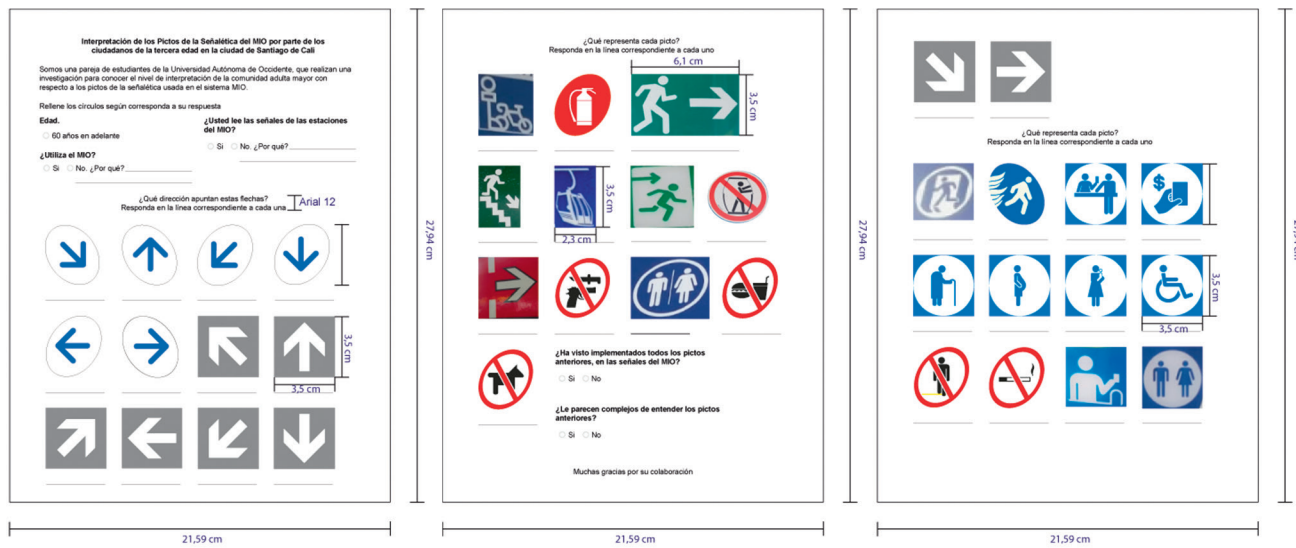 Interpretación de los Pictos de la Señalética del MIO por parte de los
ciudadanos de la tercera edad en la ciudad de Santiago de Cali
Somos una pareja de estudiantes de la Universidad Autónoma de Occidente, que realizan una
investigación para conocer el nivel de interpretación de la comunidad adulta mayor con
respecto a los pictos de la señalética usada en el sistema MIO.
Rellene los círculos según corresponda a su respuesta
Edad.
60 años en adelante
¿Utiliza el MIO?
Si No. ¿Por qué?
¿Usted lee las señales de las estaciones
del MIO?
Si No. ¿Por qué?
¿Qué dirección apuntan estas flechas?
Responda en la línea correspondiente a cada una
Arial 12
3,5 cm
3,5 cm
27,94 cm
21,59 cm
¿Qué representa cada picto?
Responda en la línea correspondiente a cada uno
6,1 cm
3,5 cm
3,5 cm
2,3 cm
¿Ha visto implementados todos los pictos
anteriores, en las señales del MIO?
Si No
¿Le parecen complejos de entender los pictos
anteriores?
Si No
Muchas gracias por su colaboración
27,94 cm
21,59 cm
¿Qué representa cada picto?
Responda en la línea correspondiente a cada uno
$
3,5 cm
3,5 cm
21,59 cm